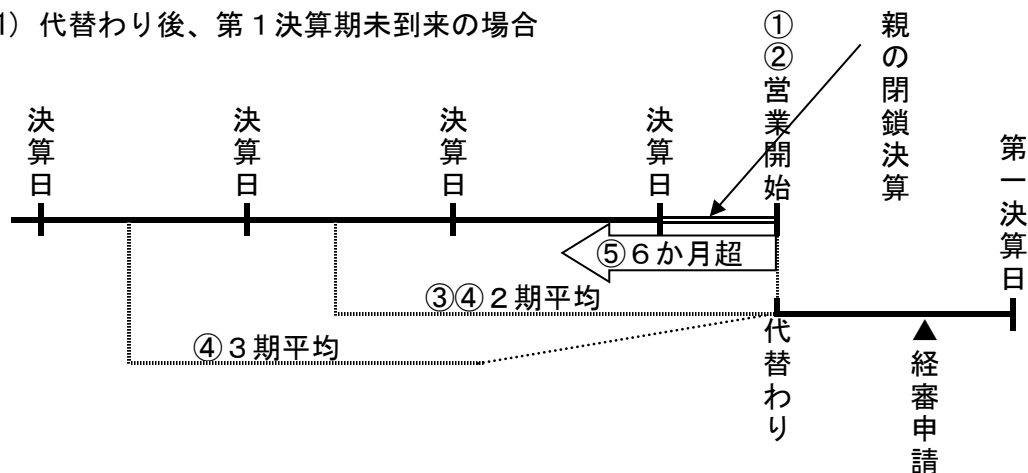 1) 代替わり後、第1決算期未到来の場合
決算日
決算日
決算日
決算日
①②営業開始
親の閉鎖決算
第一決算日
⑤6か月超
③④2期平均
④3期平均
代替わり
▲経審申請